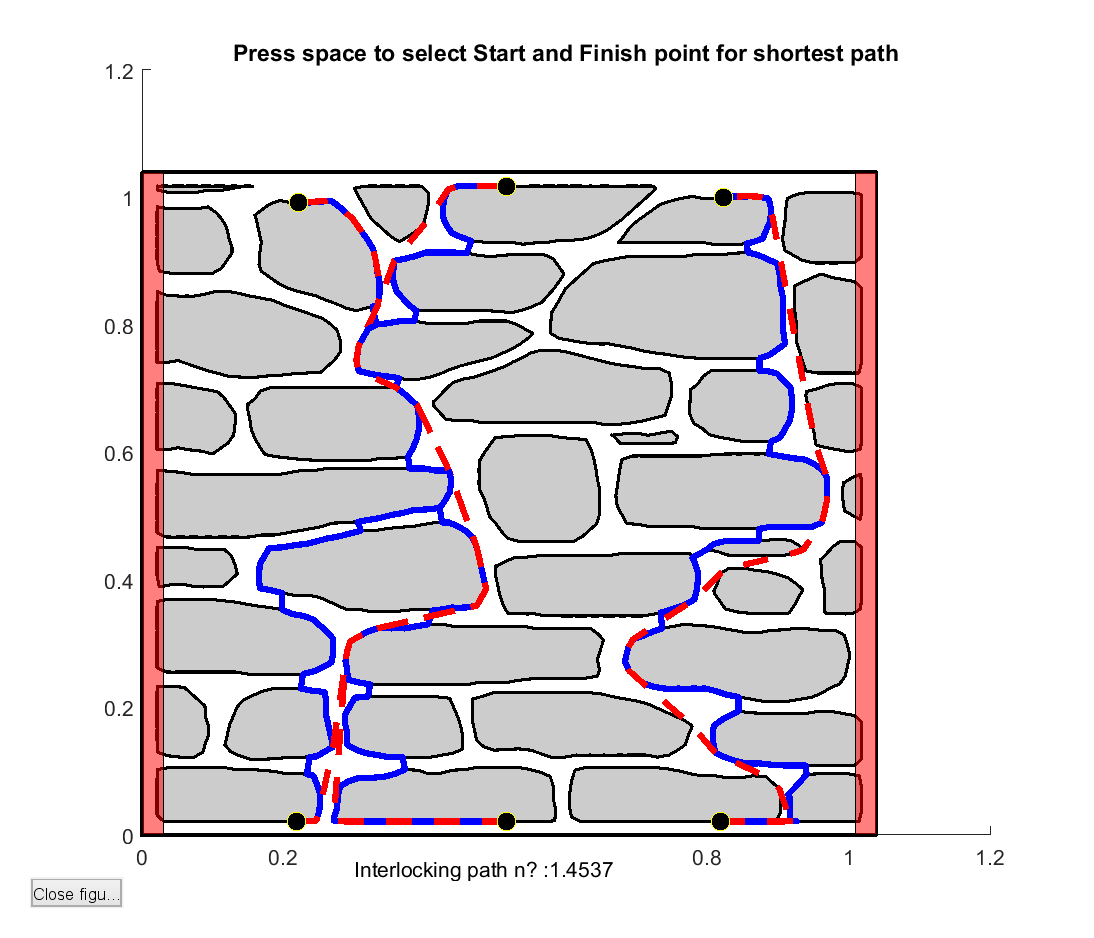 Press space to select Start and Finish point for shortest path
1.2
1
0.8
0.6
0.4
0.2
0
0 0.2 0.8 1 1.2
Interlocking path n? :1.4537
Close figu...